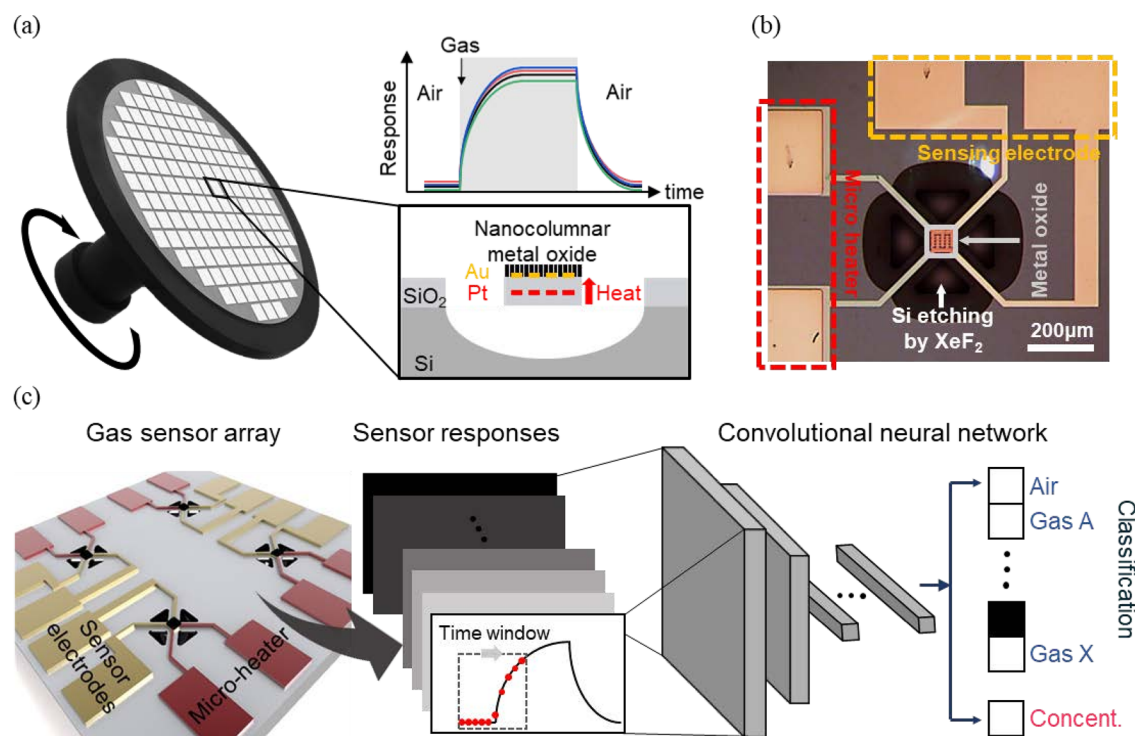 (a)
Gas
Air
Air
Response
time
Nanocolumnar
metal oxide
Au
SiO2
Pt
Heat
Si
(b)
Sensing electrode
Micro heater
Metal oxide
Si etching
by XeF2
200μm
(c)
Gas sensor array
Sensor responses
Convolutional neural network
Sensor
electrodes
Micro-heater
Time window
Air
Gas A
Gas X
Concent.
Classification